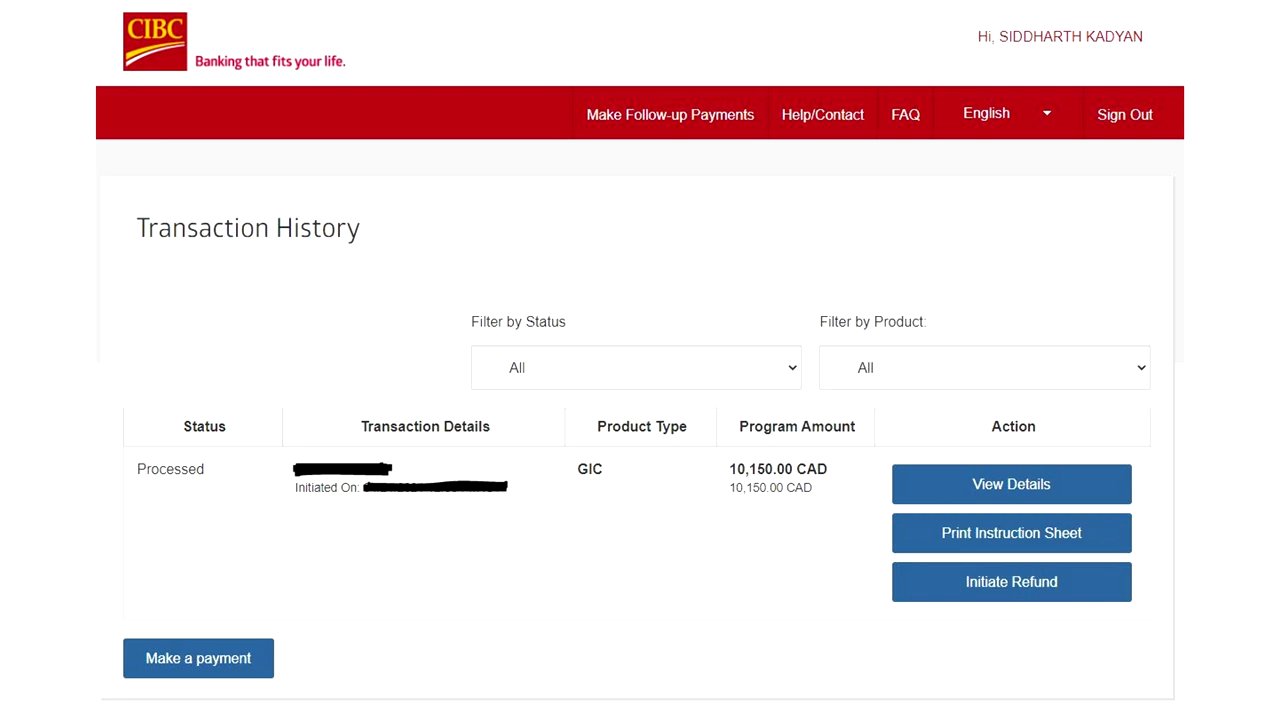 CIBC
Banking that fits your life.
Hi, SIDDHARTH KADYAN
Make Follow-up Payments Help/Contact FAQ English Sign Out
Transaction History
Filter by Status Filter by Product:
All All
Status Transaction Details Product Type Program Amount Action
Processed GIC 10,150.00 CAD
Initiated On: 10,150.00 CAD
View Details
Print Instruction Sheet
Initiate Refund
Make a payment